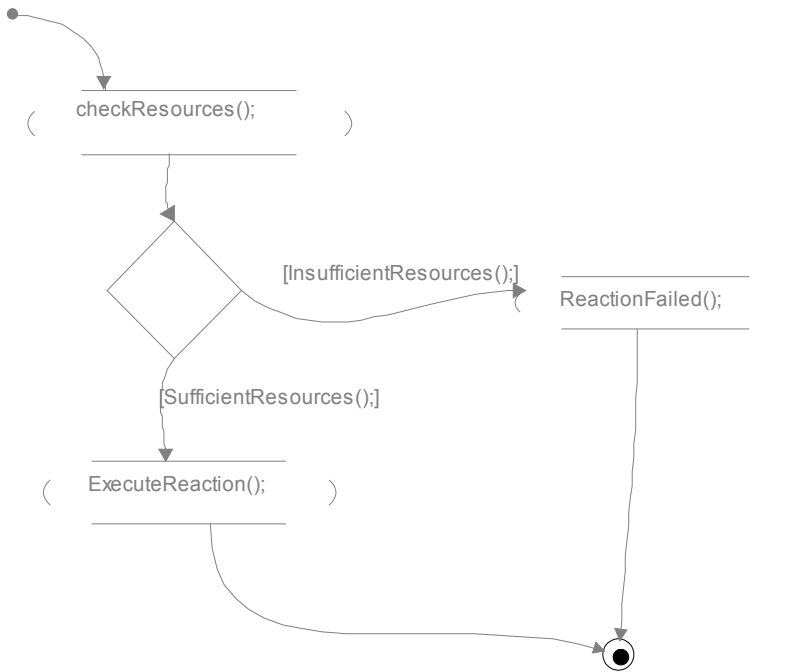 checkResources();
[InsufficientResources();]
ReactionFailed();
[SufficientResources();]
ExecuteReaction();